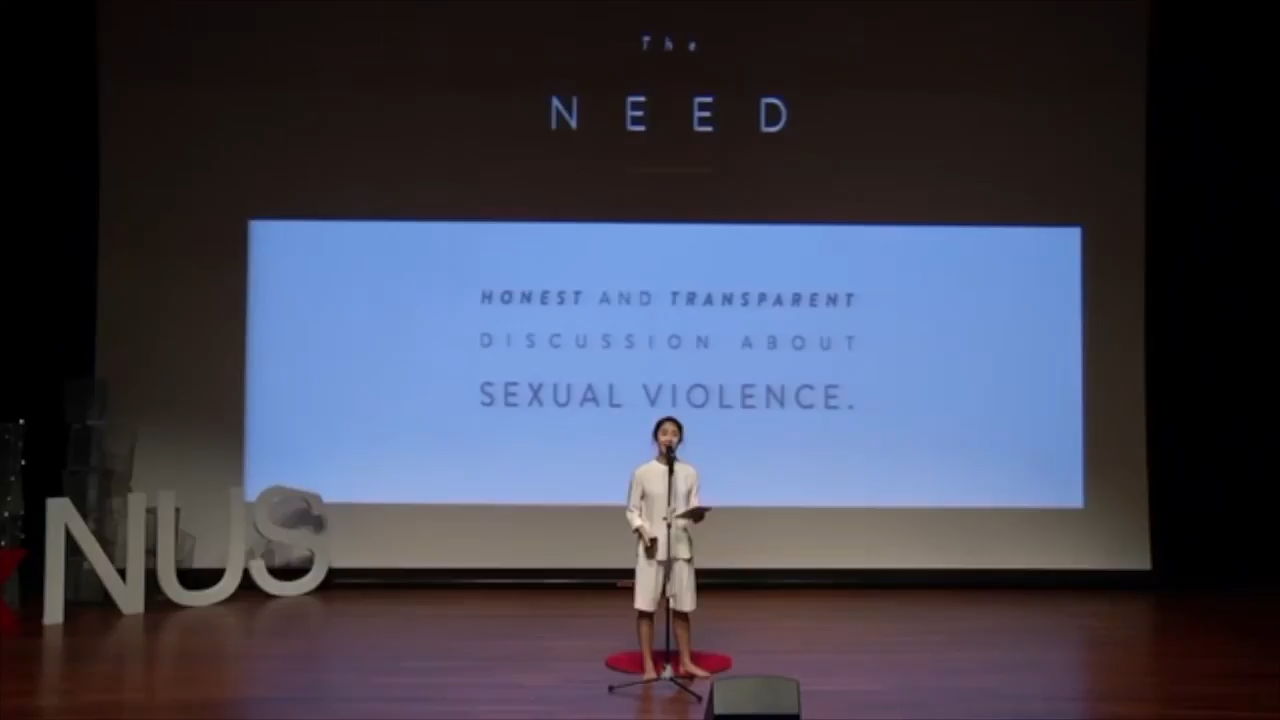 The
NEED
HONEST AND TRANSPARENT
DISCUSSION ABOUT
SEXUAL VIOLENCE.
NUS